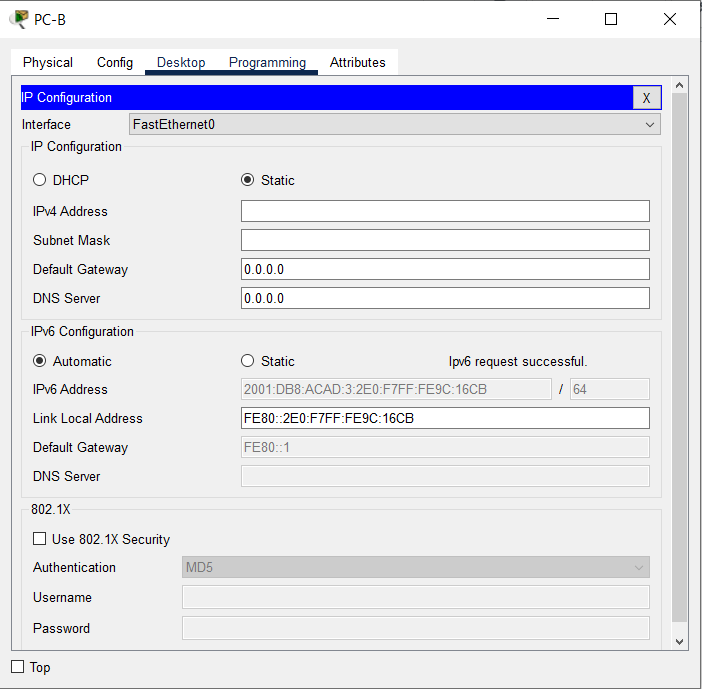 PC-B
Physical Config Desktop Programming Attributes
IP Configuration X
Interface FastEthernet0
IP Configuration
DHCP Static
IPv4 Address
Subnet Mask
Default Gateway 0.0.0.0
DNS Server 0.0.0.0
IPv6 Configuration
Automatic Static Ipv6 request successful.
IPv6 Address 2001:DB8:ACAD:3:2E0:F7FF:FE9C:16CB / 64
Link Local Address FE80::2E0:F7FF:FE9C:16CB
Default Gateway FE80::1
DNS Server
802.1X
Use 802.1X Security
Authentication MD5
Username
Password
Top